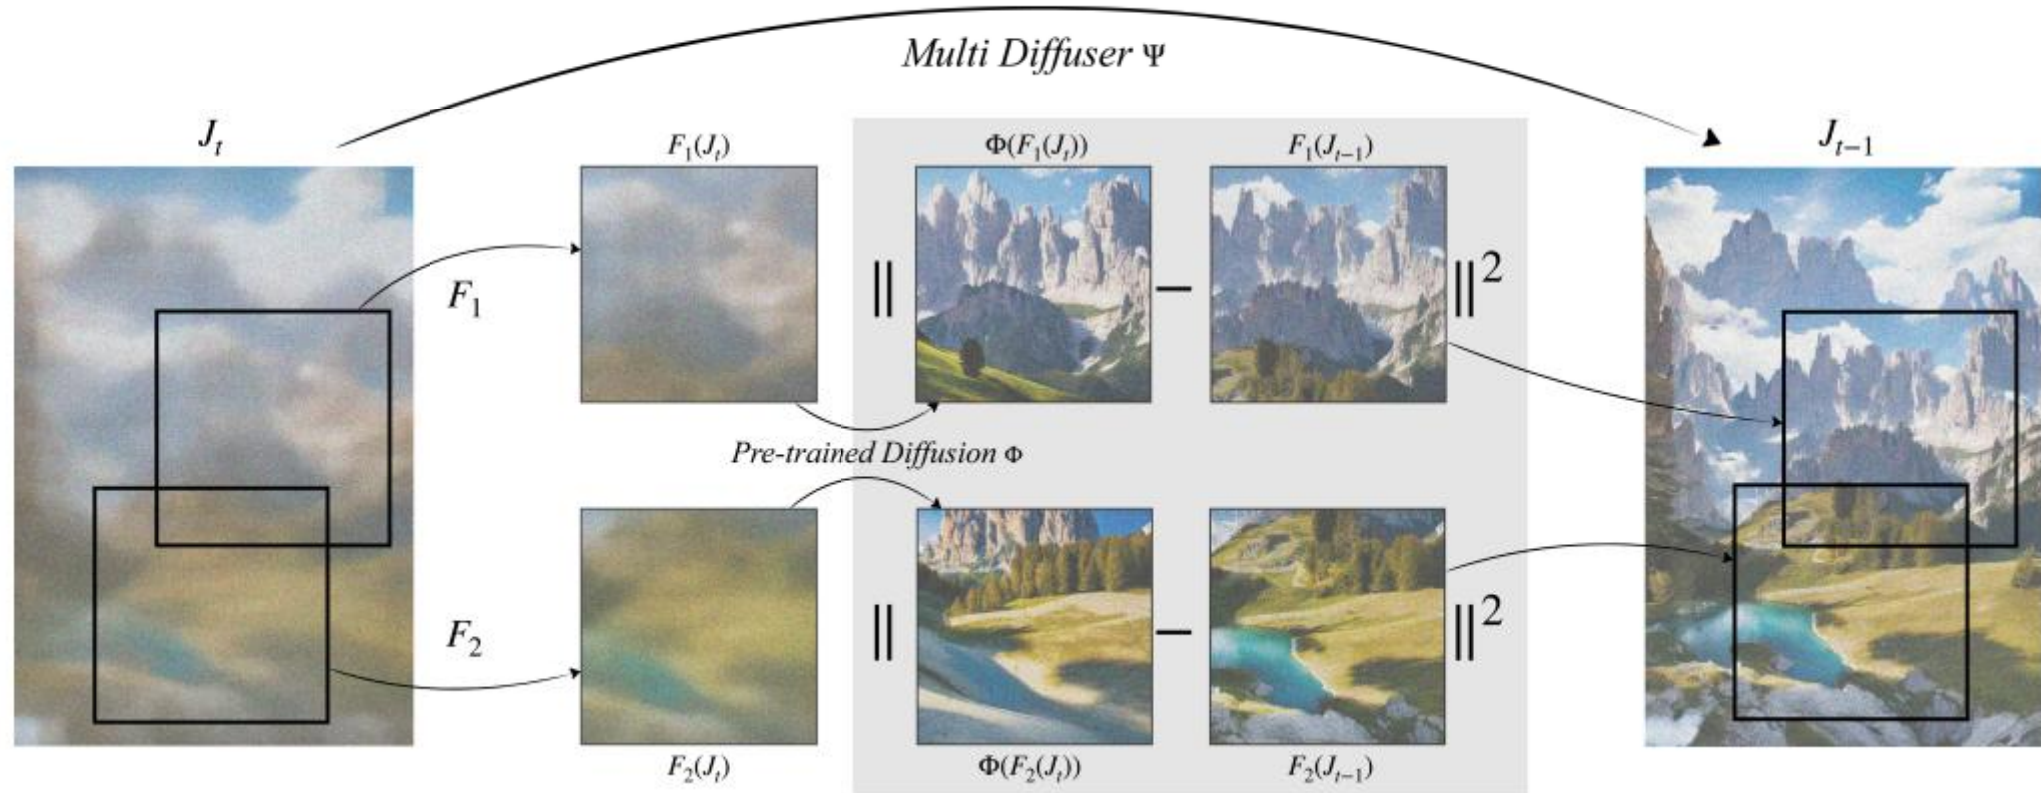 Multi Diffuser Ψ
J_t
F_1(J_t)
Φ(F_1(J_t))
F_1(J_{t−1})
J_{t−1}
F_1
|| − ||^2
Pre-trained Diffusion Φ
F_2
|| − ||^2
F_2(J_t)
Φ(F_2(J_t))
F_2(J_{t−1})